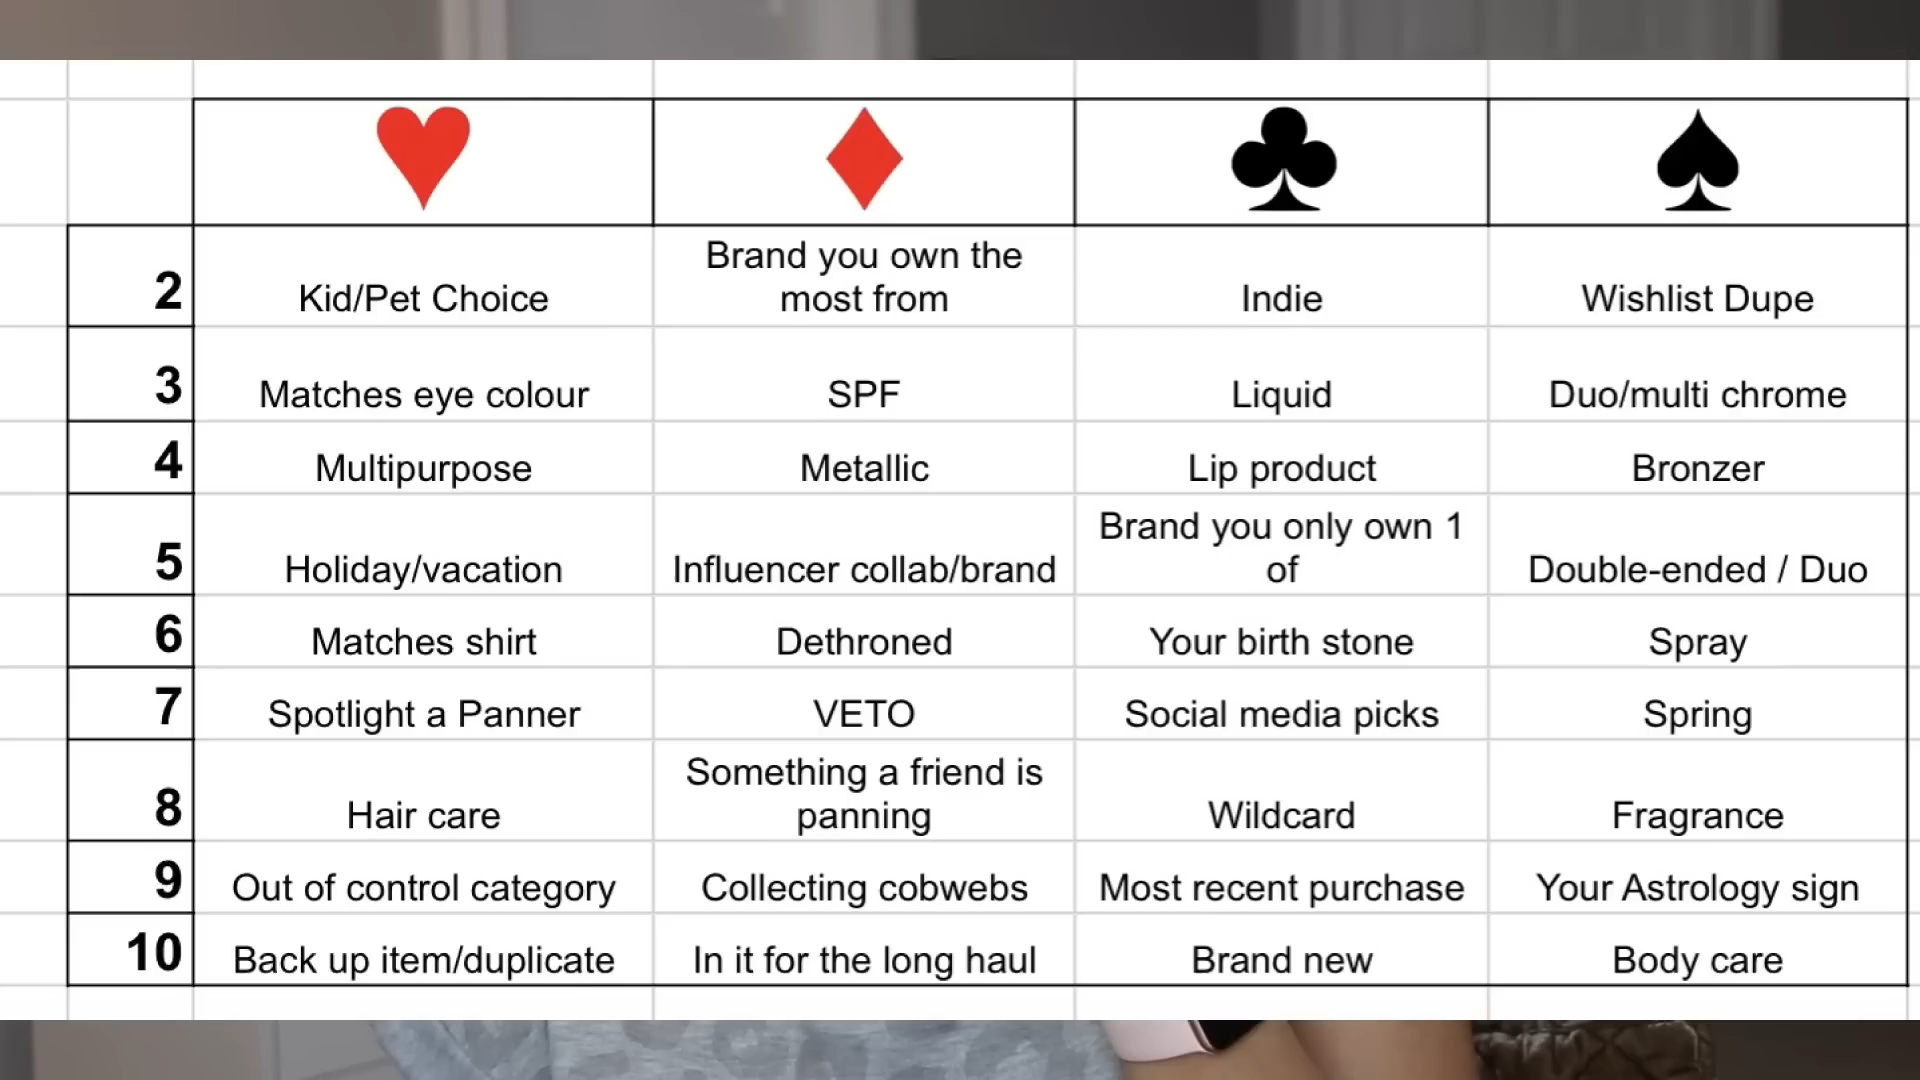 2 Kid/Pet Choice Brand you own the most from Indie Wishlist Dupe
3 Matches eye colour SPF Liquid Duo/multi chrome
4 Multipurpose Metallic Lip product Bronzer
5 Holiday/vacation Influencer collab/brand Brand you only own 1 of Double-ended / Duo
6 Matches shirt Dethroned Your birth stone Spray
7 Spotlight a Panner VETO Social media picks Spring
8 Hair care Something a friend is panning Wildcard Fragrance
9 Out of control category Collecting cobwebs Most recent purchase Your Astrology sign
10 Back up item/duplicate In it for the long haul Brand new Body care